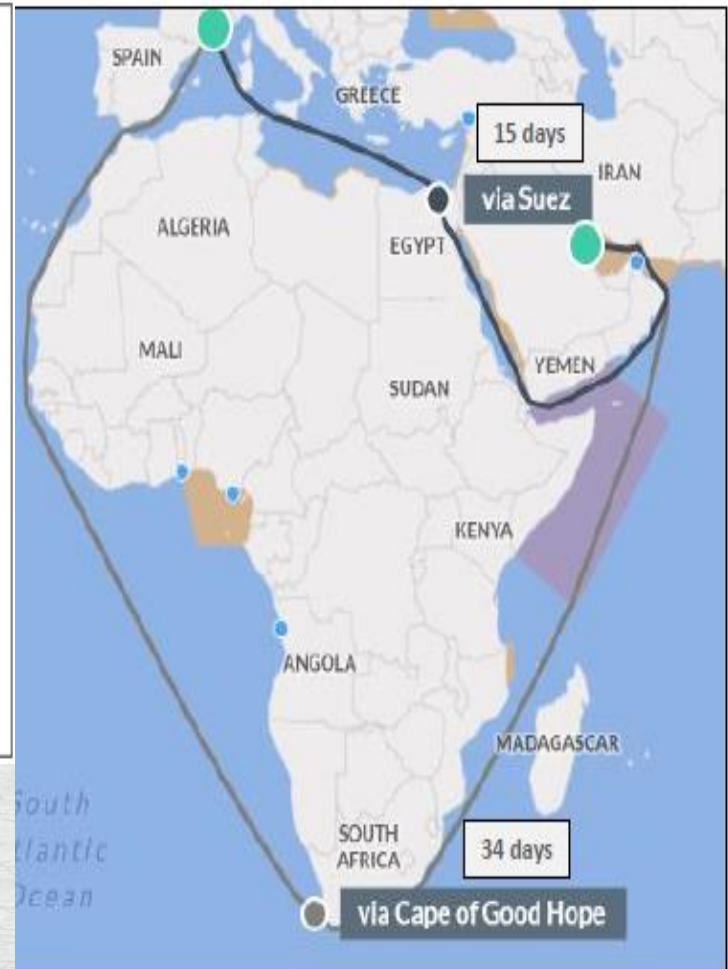 SPAIN
GREECE
15 days
IRAN
via Suez
ALGERIA
EGYPT
MALI
YEMEN
SUDAN
KENYA
ANGOLA
MADAGASCAR
South
tlantic
Ocean
SOUTH
AFRICA
34 days
via Cape of Good Hope